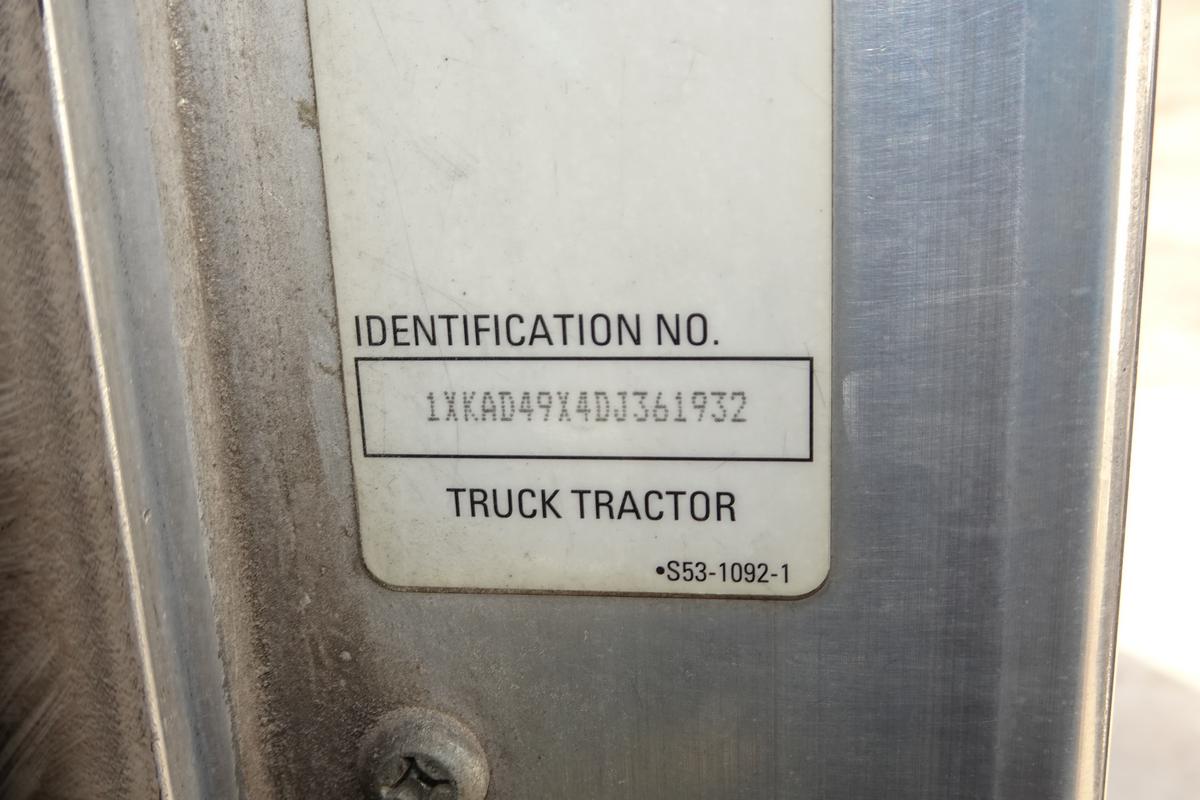 IDENTIFICATION NO.
1XKAD49X4DJ361932
TRUCK TRACTOR
•S53-1092-1